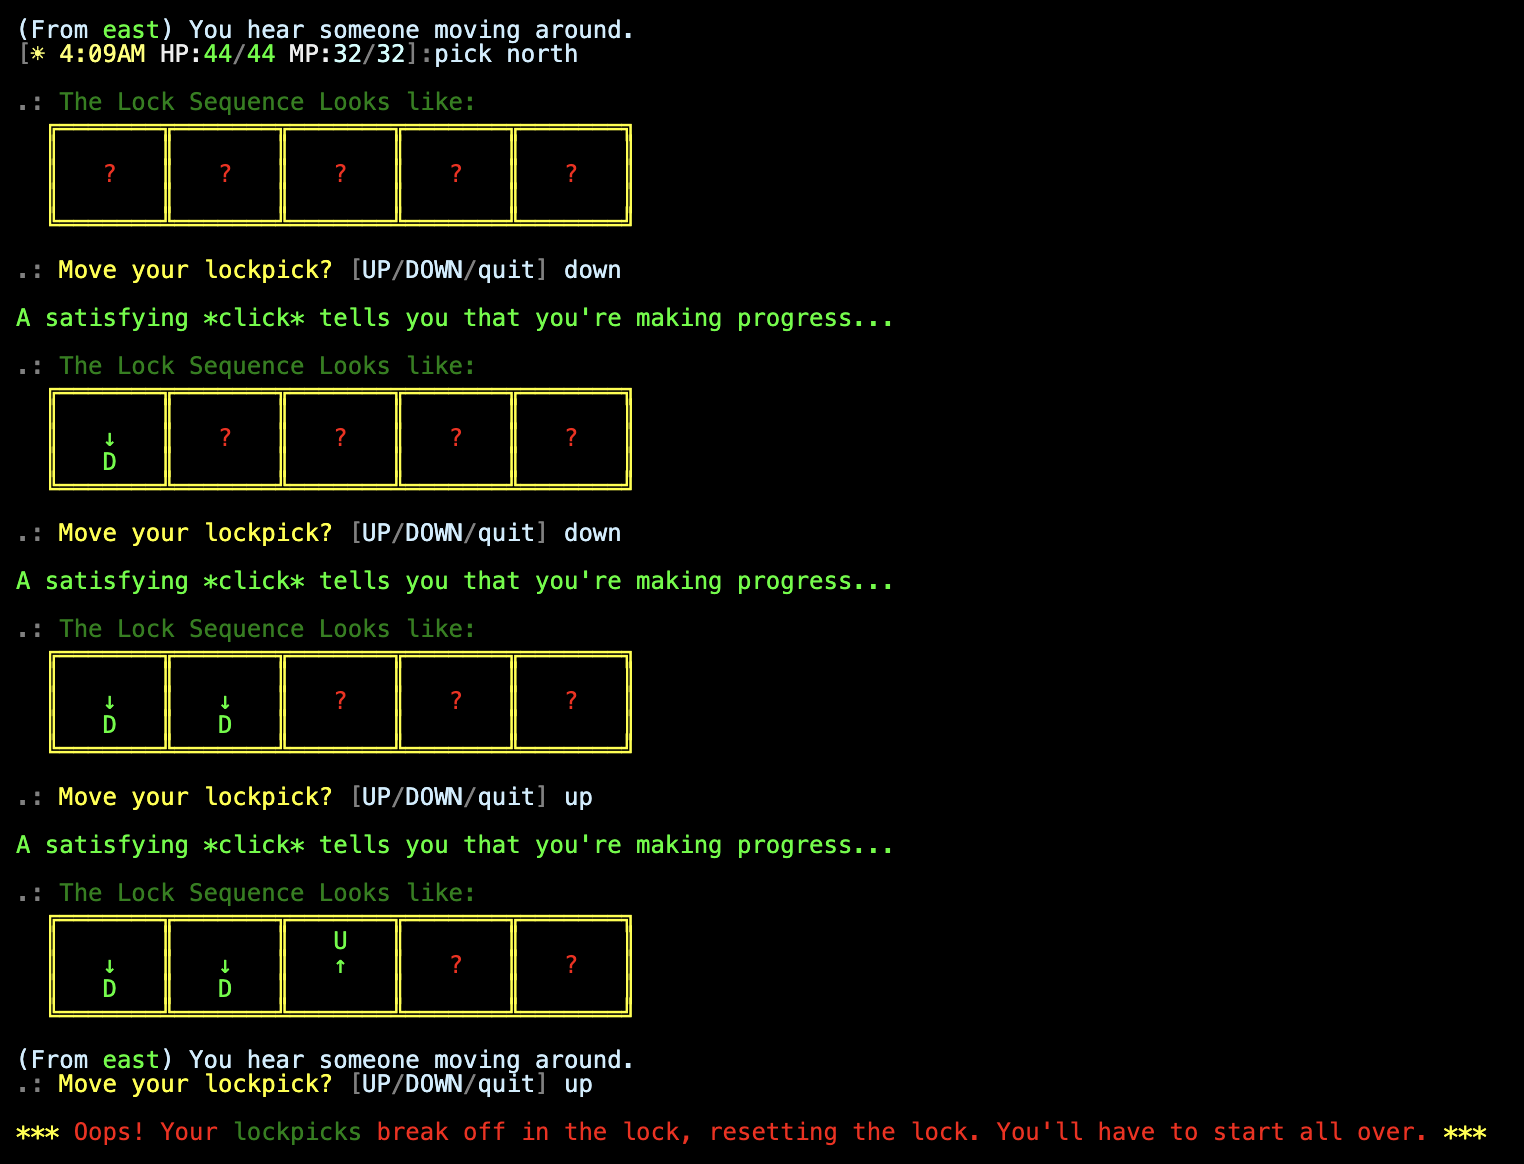 (From east) You hear someone moving around.
[☀ 4:09AM HP:44/44 MP:32/32]:pick north
.: The Lock Sequence Looks like:
? ? ? ? ?
.: Move your lockpick? [UP/DOWN/quit] down
A satisfying *click* tells you that you're making progress...
.: The Lock Sequence Looks like:
↓ ? ? ? ?
D
.: Move your lockpick? [UP/DOWN/quit] down
A satisfying *click* tells you that you're making progress...
.: The Lock Sequence Looks like:
↓ ↓ ? ? ?
D D
.: Move your lockpick? [UP/DOWN/quit] up
A satisfying *click* tells you that you're making progress...
.: The Lock Sequence Looks like:
U
↓ ↓ ↑ ? ?
D D
(From east) You hear someone moving around.
.: Move your lockpick? [UP/DOWN/quit] up
*** Oops! Your lockpicks break off in the lock, resetting the lock. You'll have to start all over. ***